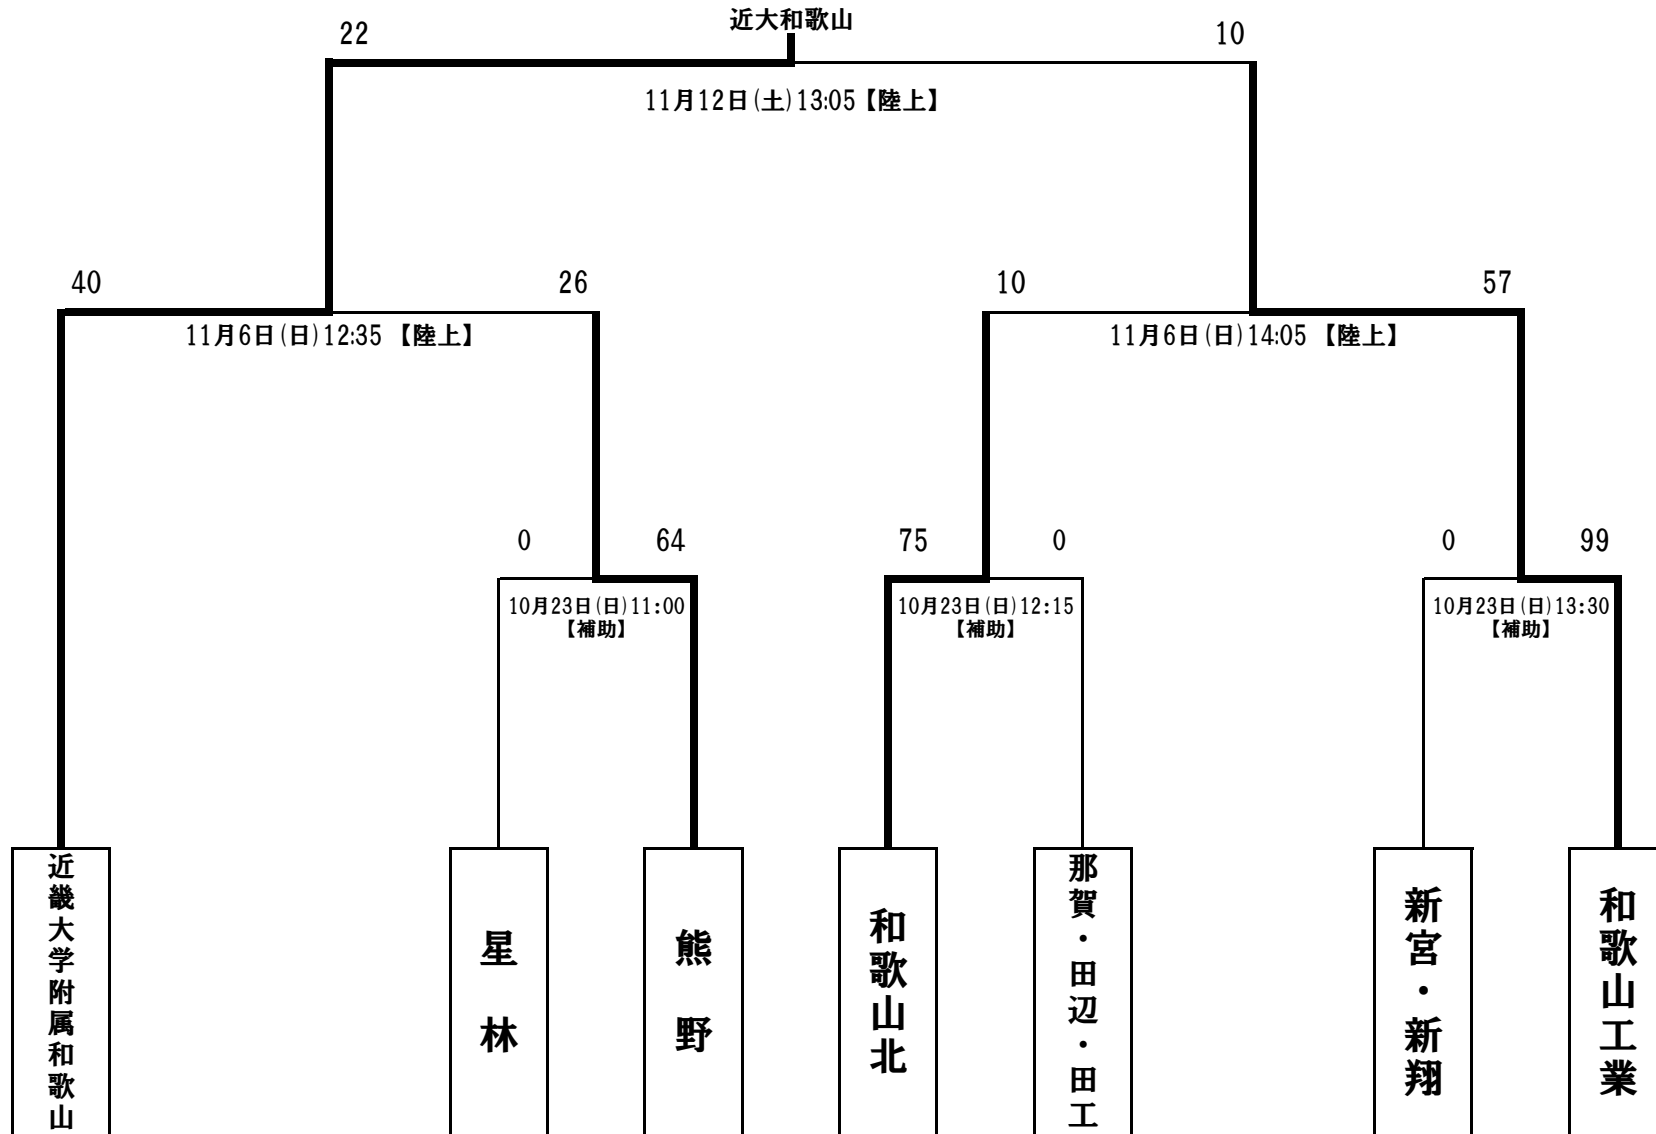 近大和歌山
22
10
11月12日(土)13:05【陸上】
40
26
10
57
11月6日(日)12:35 【陸上】
11月6日(日)14:05 【陸上】
0
64
75
0
0
99
10月23日(日)11:00
【補助】
10月23日(日)12:15
【補助】
10月23日(日)13:30
【補助】
近畿大学附属和歌山
星林
熊野
和歌山北
那賀・田辺・田工
新宮・新翔
和歌山工業